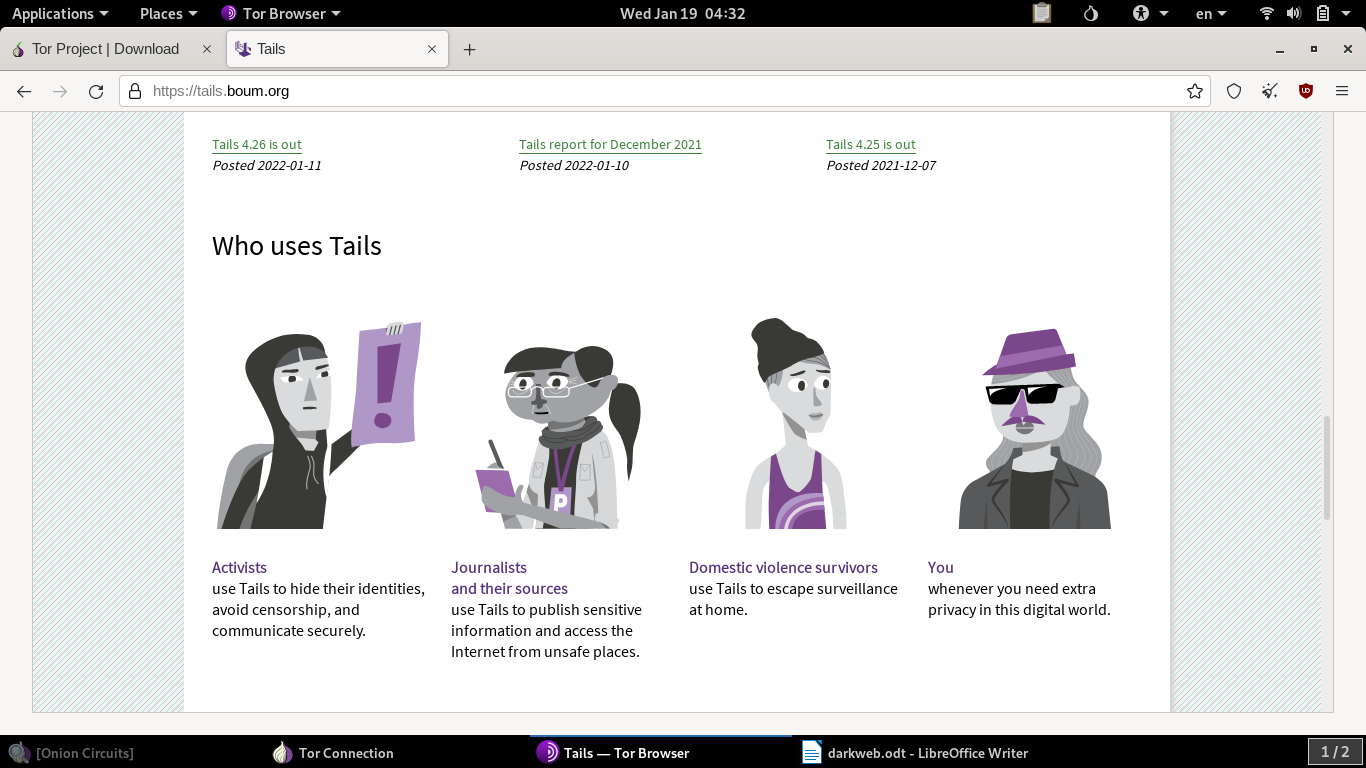 Applications Places Tor Browser Wed Jan 19 04:32 en
Tor Project | Download Tails
https://tails.boum.org
Tails 4.26 is out
Posted 2022-01-11
Tails report for December 2021
Posted 2022-01-10
Tails 4.25 is out
Posted 2021-12-07
Who uses Tails
P
Activists
use Tails to hide their identities,
avoid censorship, and
communicate securely.
Journalists
and their sources
use Tails to publish sensitive
information and access the
Internet from unsafe places.
Domestic violence survivors
use Tails to escape surveillance
at home.
You
whenever you need extra
privacy in this digital world.
[Onion Circuits] Tor Connection Tails — Tor Browser darkweb.odt - LibreOffice Writer 1 / 2